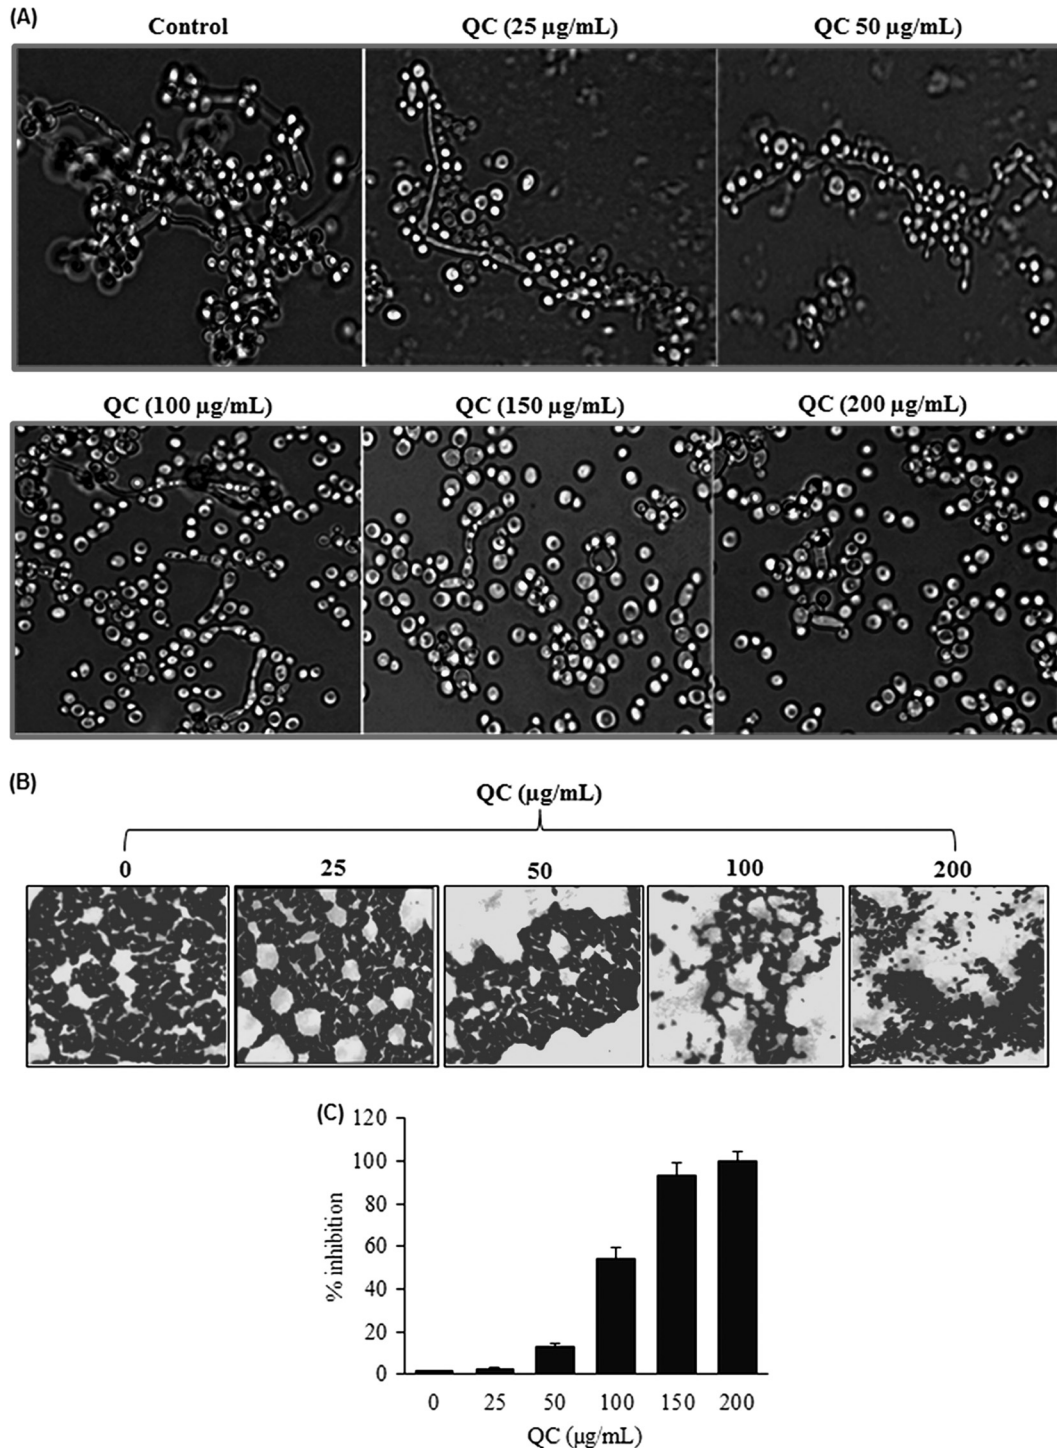 (A)
Control QC (25 µg/mL) QC 50 µg/mL)
QC (100 µg/mL) QC (150 µg/mL) QC (200 µg/mL)
(B)
QC (µg/mL)
0 25 50 100 200
(C)
120
100
80
60
40
20
0
% inhibition
0 25 50 100 150 200
QC (µg/mL)